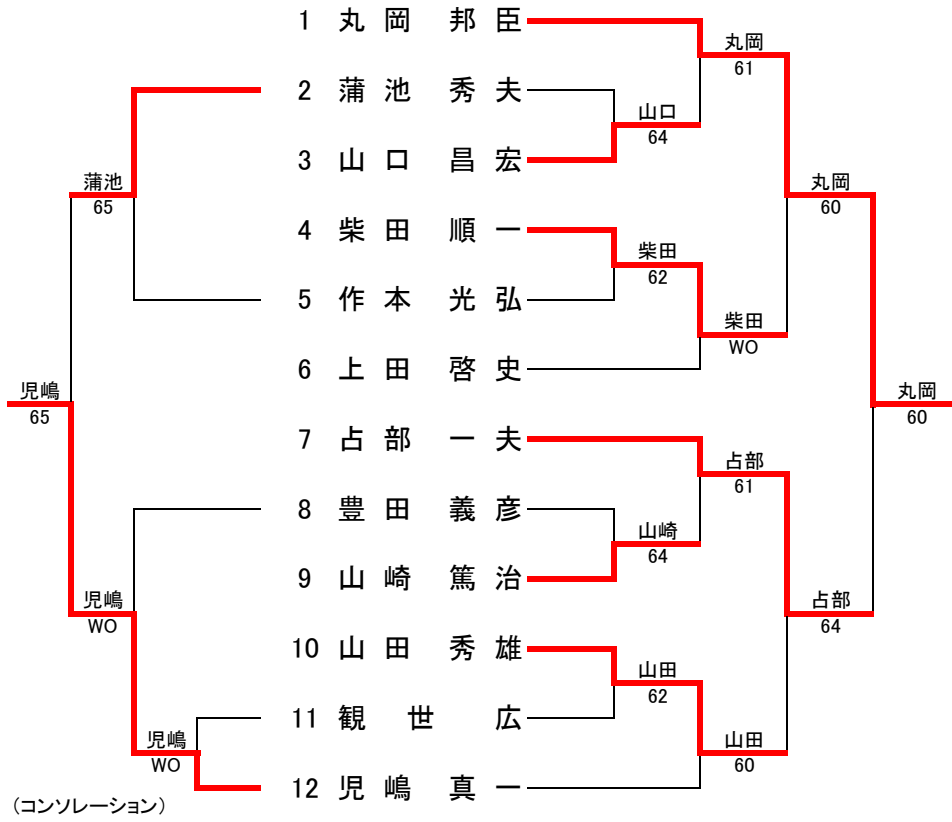 1 丸岡 邦臣
2 蒲池 秀夫
3 山口 昌宏
4 柴田 順一
5 作本 光弘
6 上田 啓史
7 占部 一夫
8 豊田 義彦
9 山崎 篤治
10 山田 秀雄
11 観世 広
12 児嶋 真一
山口
64
柴田
62
山崎
64
山田
62
丸岡
61
柴田
WO
占部
61
山田
60
丸岡
60
占部
64
丸岡
60
蒲池
65
児嶋
WO
児嶋
WO
児嶋
65
(コンソレーション)